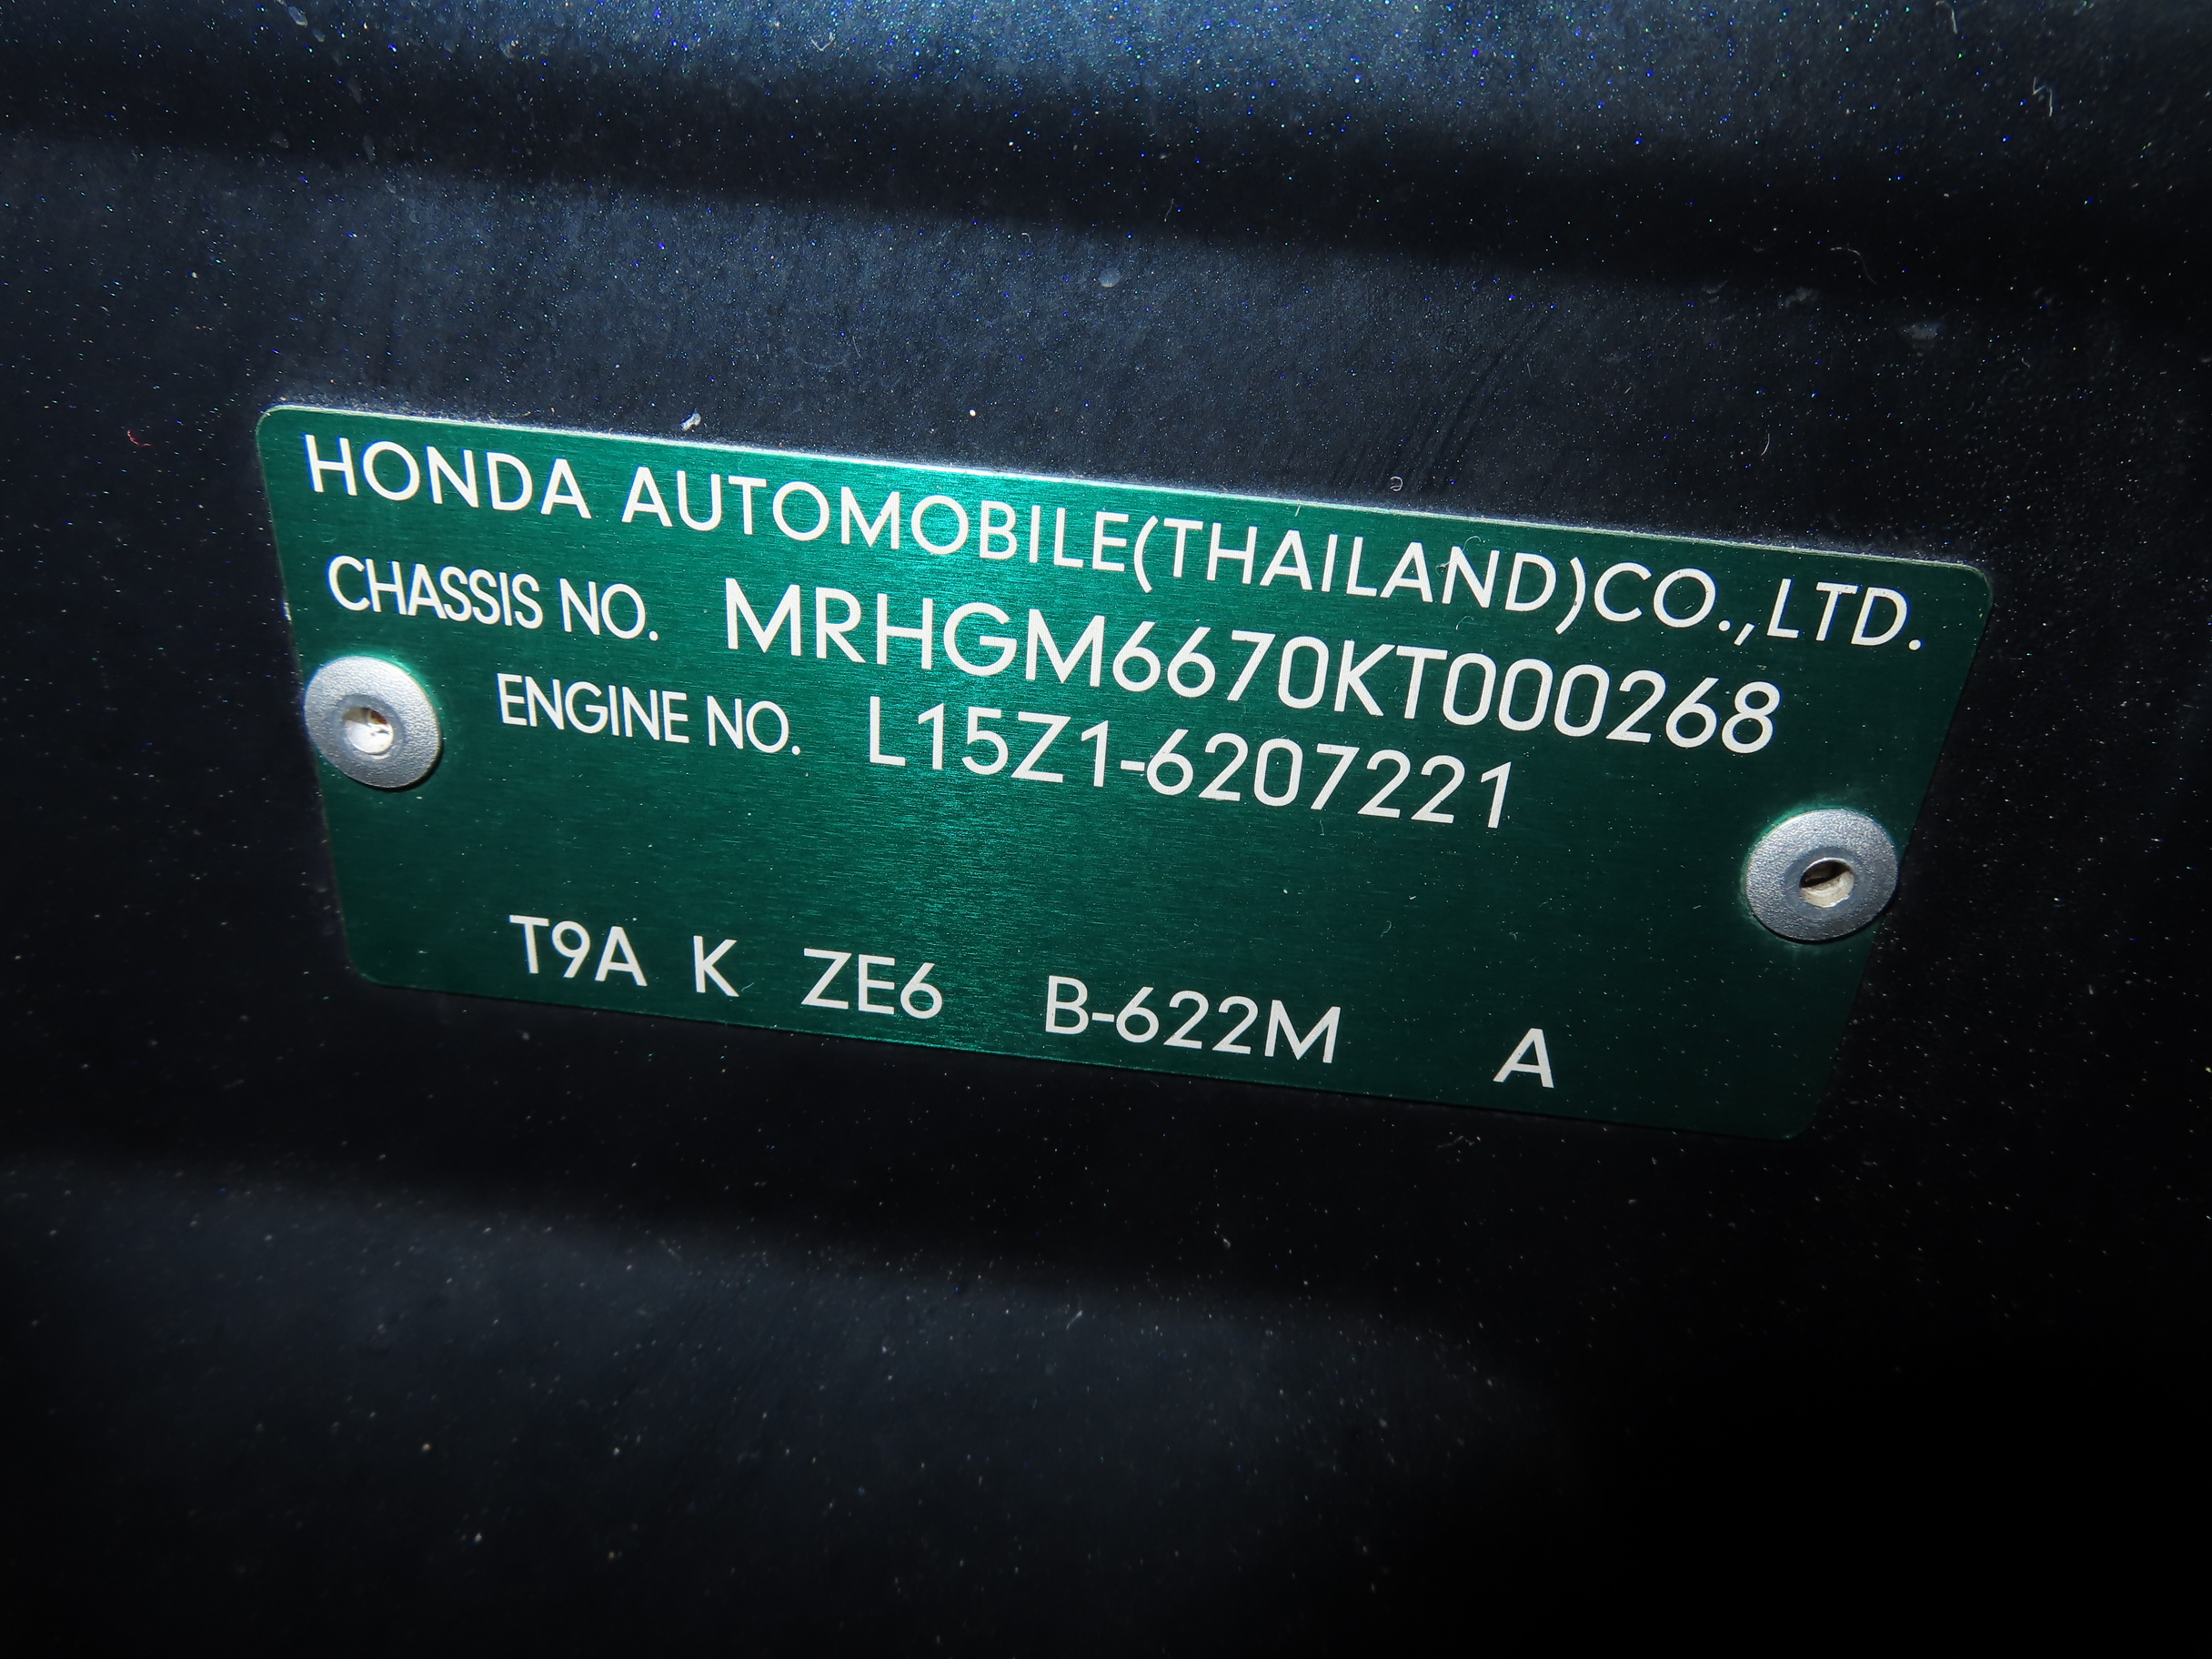 HONDA AUTOMOBILE(THAILAND)CO.,LTD.
CHASSIS NO. MRHGM6670KT000268
ENGINE NO. L15Z1-6207221
T9A K ZE6 B-622M A